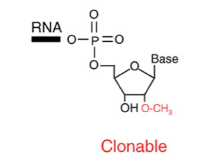 O
RNA
O-P=O
O
Base
O
OH O-CH₃
Clonable